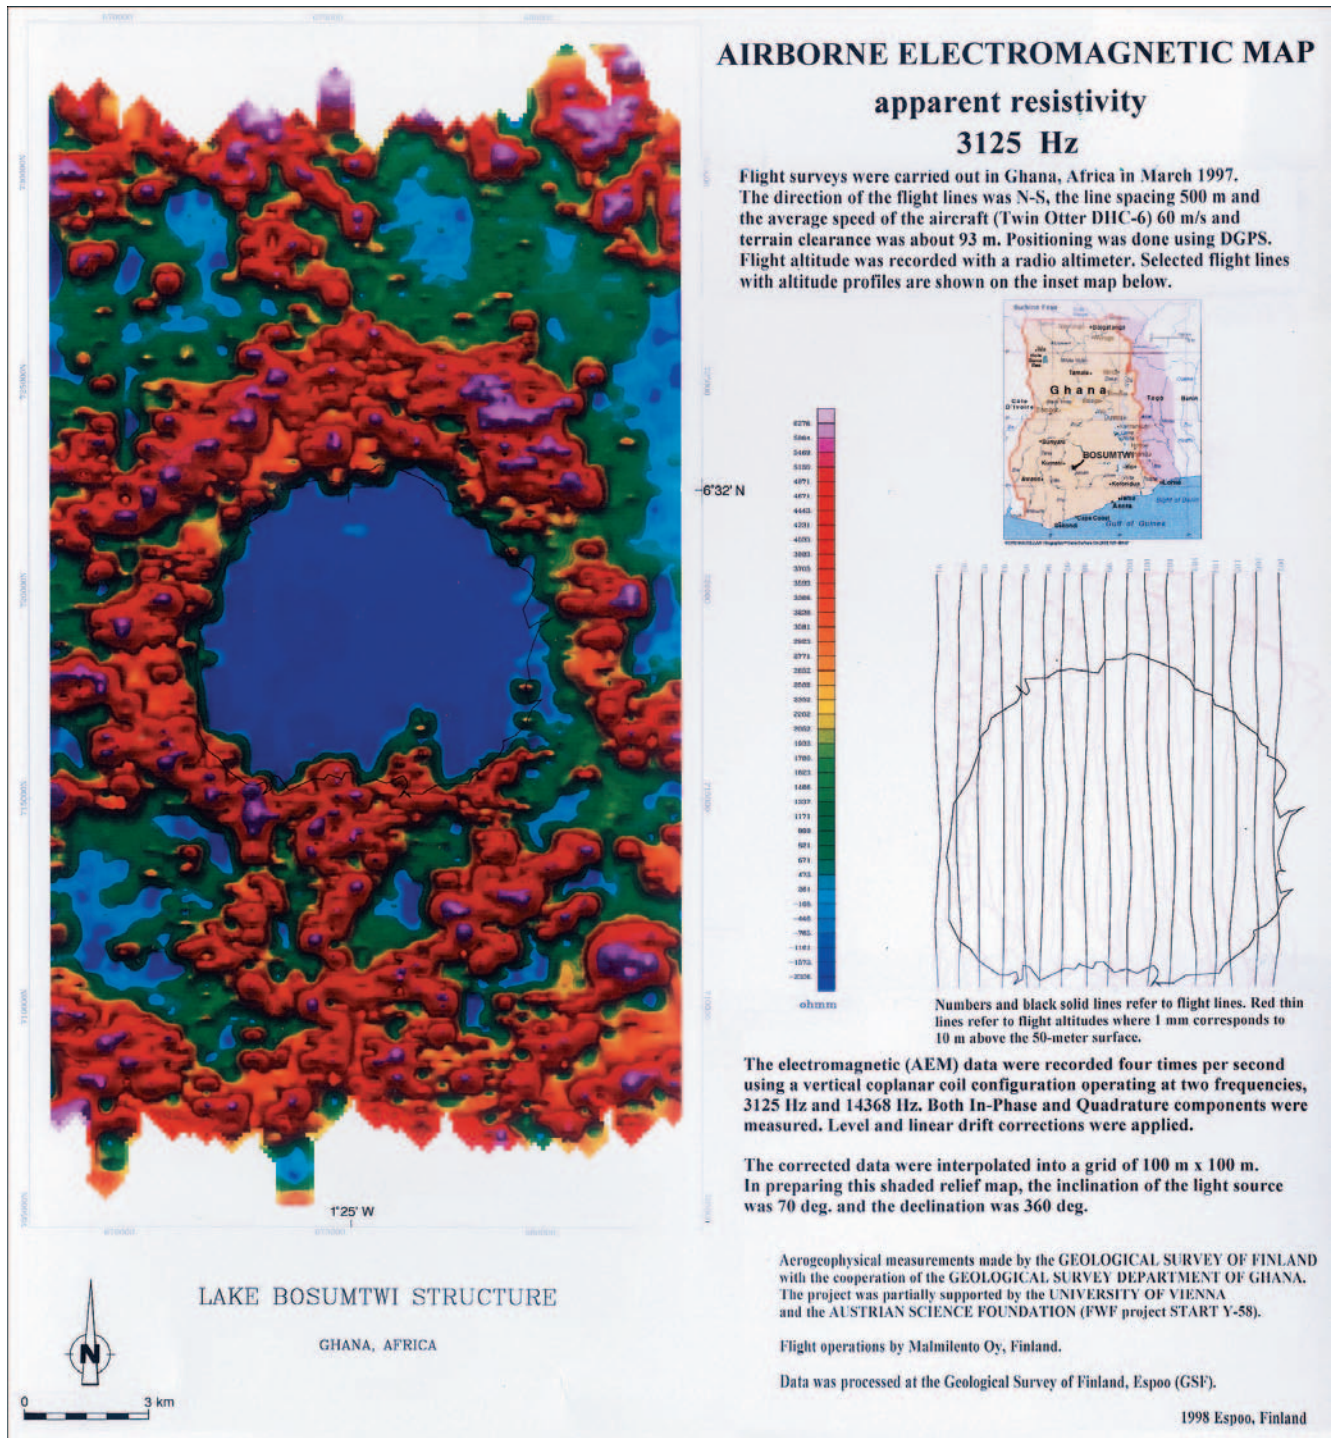 AIRBORNE ELECTROMAGNETIC MAP
apparent resistivity
3125 Hz
Flight surveys were carried out in Ghana, Africa in March 1997.
The direction of the flight lines was N-S, the line spacing 500 m and
the average speed of the aircraft (Twin Otter DHC-6) 60 m/s and
terrain clearance was about 93 m. Positioning was done using DGPS.
Flight altitude was recorded with a radio altimeter. Selected flight lines
with altitude profiles are shown on the inset map below.
Burkina Faso
Tamale
Ghana
Togo
Benin
Cote
D'Ivoire
BOSUMTWI
Accra
Cape Coast
Gulf of Guinea
6°32' N
ohmm
Numbers and black solid lines refer to flight lines. Red thin
lines refer to flight altitudes where 1 mm corresponds to
10 m above the 50-meter surface.
The electromagnetic (AEM) data were recorded four times per second
using a vertical coplanar coil configuration operating at two frequencies,
3125 Hz and 14368 Hz. Both In-Phase and Quadrature components were
measured. Level and linear drift corrections were applied.
The corrected data were interpolated into a grid of 100 m x 100 m.
In preparing this shaded relief map, the inclination of the light source
was 70 deg. and the declination was 360 deg.
1°25' W
LAKE BOSUMTWI STRUCTURE
GHANA, AFRICA
N
0 3 km
Aerogeophysical measurements made by the GEOLOGICAL SURVEY OF FINLAND
with the cooperation of the GEOLOGICAL SURVEY DEPARTMENT OF GHANA.
The project was partially supported by the UNIVERSITY OF VIENNA
and the AUSTRIAN SCIENCE FOUNDATION (FWF project START Y-58).
Flight operations by Malmilento Oy, Finland.
Data was processed at the Geological Survey of Finland, Espoo (GSF).
1998 Espoo, Finland